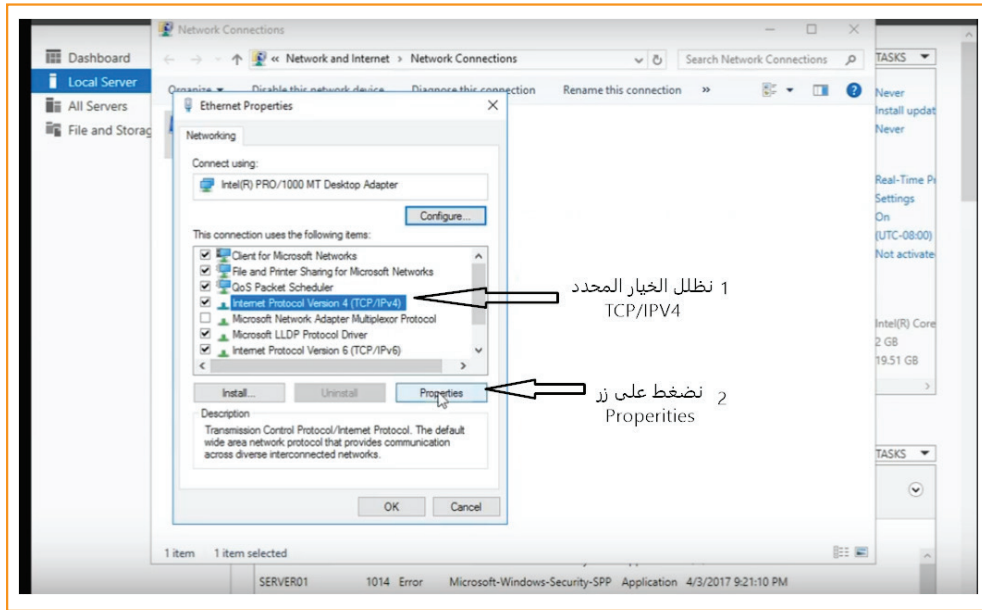 Network Connections
Dashboard
Local Server
All Servers
File and Storag
« Network and Internet > Network Connections
Search Network Connections
Organize
Disable this network device
Diagnose this connection
Rename this connection
»
Ethernet Properties
Networking
Connect using:
Intel(R) PRO/1000 MT Desktop Adapter
Configure...
This connection uses the following items:
Client for Microsoft Networks
File and Printer Sharing for Microsoft Networks
QoS Packet Scheduler
Internet Protocol Version 4 (TCP/IPv4)
Microsoft Network Adapter Multiplexor Protocol
Microsoft LLDP Protocol Driver
Internet Protocol Version 6 (TCP/IPv6)
Install...
Uninstall
Properties
Description
Transmission Control Protocol/Internet Protocol. The default
wide area network protocol that provides communication
across diverse interconnected networks.
OK
Cancel
1 نظلل الخيار المحدد
TCP/IPV4
2 نضغط على زر
Properities
TASKS
Never
Install updat
Never
Real-Time Pr
Settings
On
(UTC-08:00)
Not activate
Intel(R) Core
2 GB
19.51 GB
TASKS
1 item
1 item selected
SERVER01 1014 Error Microsoft-Windows-Security-SPP Application 4/3/2017 9:21:10 PM